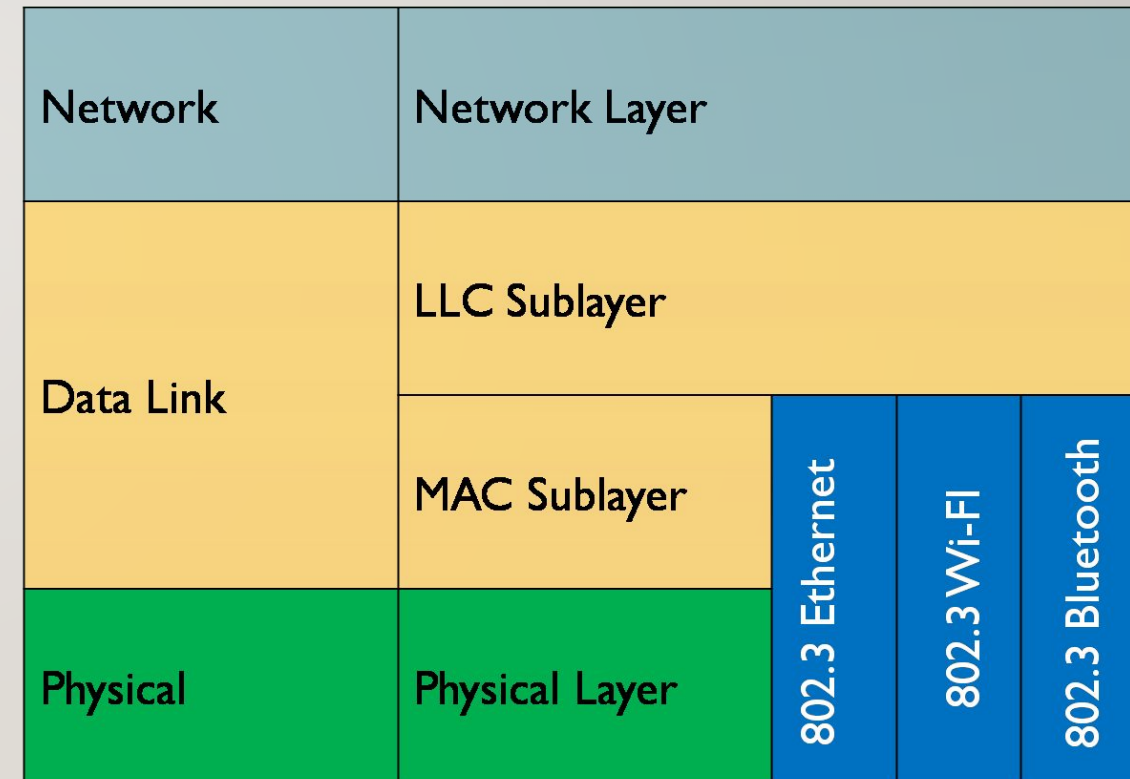 Network
Network Layer
LLC Sublayer
Data Link
MAC Sublayer
802.3 Ethernet
802.3 Wi-FI
802.3 Bluetooth
Physical
Physical Layer